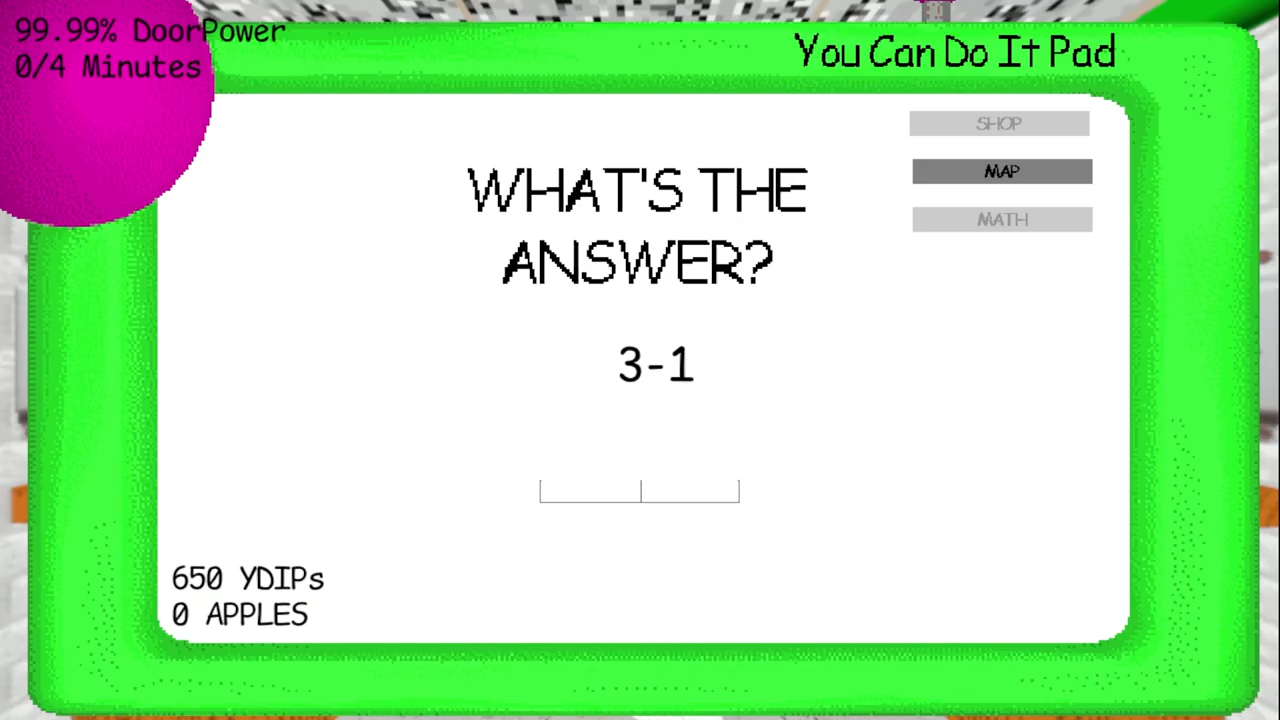 99.99% DoorPower
0/4 Minutes
You Can Do It Pad
SHOP
MAP
MATH
WHAT'S THE
ANSWER?
3-1
650 YDIPs
0 APPLES